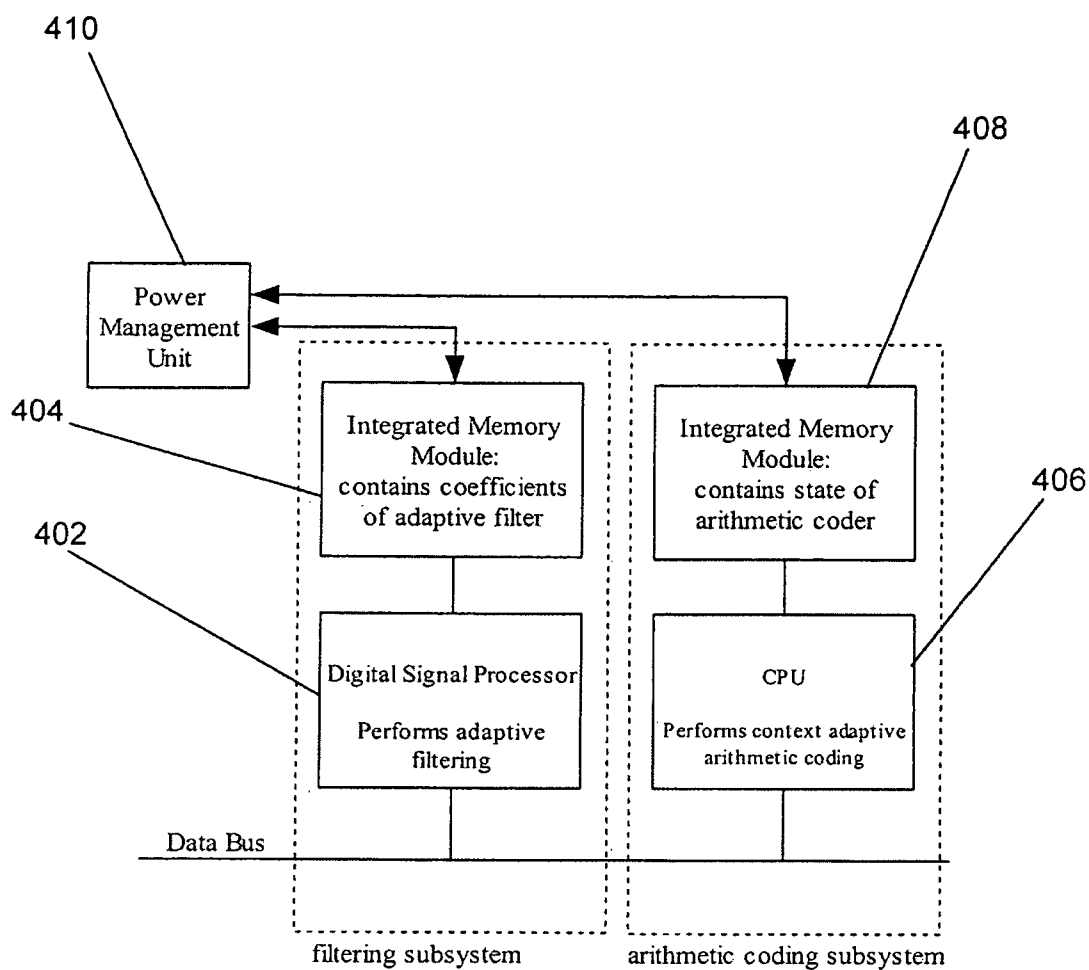 410
408
Power
Management
Unit
404
Integrated Memory
Module:
contains coefficients
of adaptive filter
Integrated Memory
Module:
contains state of
arithmetic coder
406
402
Digital Signal Processor
Performs adaptive
filtering
CPU
Performs context adaptive
arithmetic coding
Data Bus
filtering subsystem
arithmetic coding subsystem